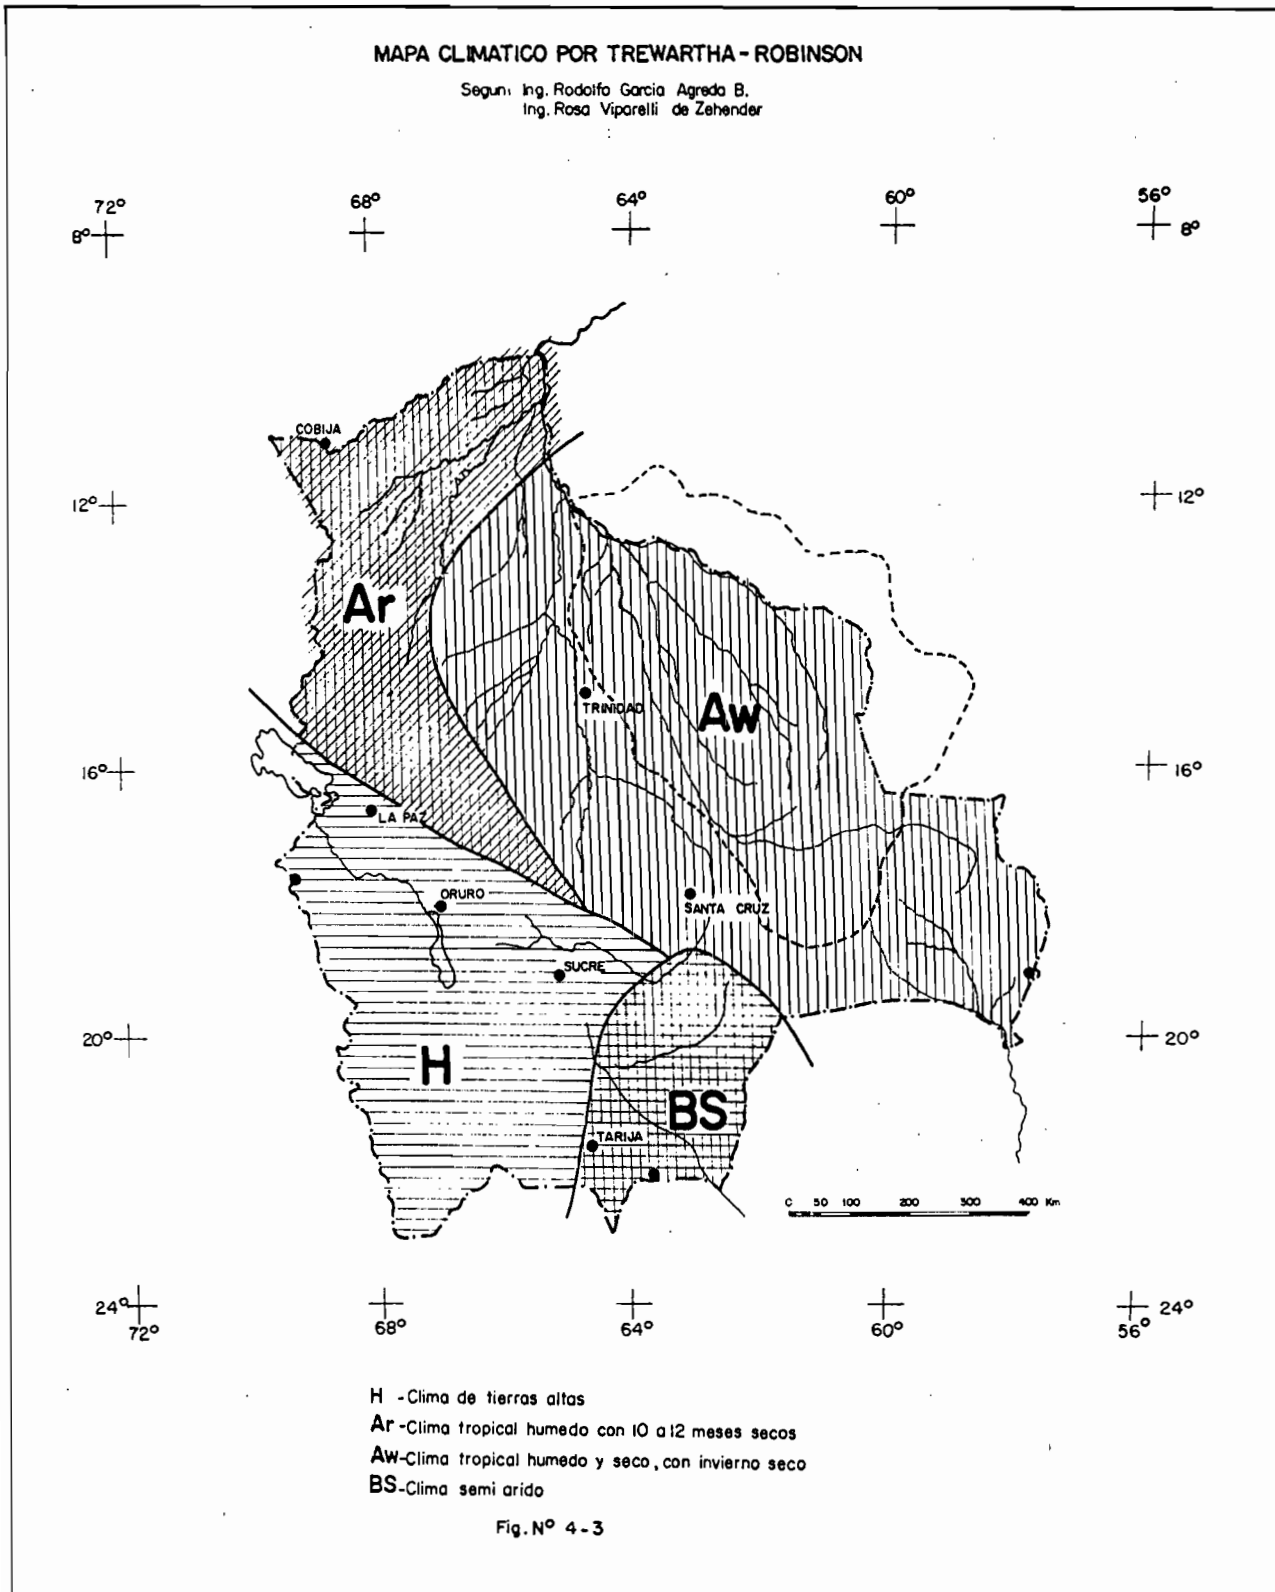 MAPA CLIMATICO POR TREWARTHA-ROBINSON
Segun: Ing. Rodolfo Garcia Agreda B.
Ing. Rosa Viparelli de Zehender
72° 68° 64° 60° 56°
8° 8°
COBIJA
12° 12°
Ar
TRINIDAD
Aw
16° 16°
LA PAZ
ORURO
SANTA CRUZ
SUCRE
20° 20°
H
BS
TARIJA
0 50 100 200 300 400 Km
24° 24°
72° 68° 64° 60° 56°
H -Clima de tierras altas
Ar-Clima tropical humedo con 10 a 12 meses secos
Aw-Clima tropical humedo y seco, con invierno seco
BS-Clima semi arido
Fig. Nº 4-3